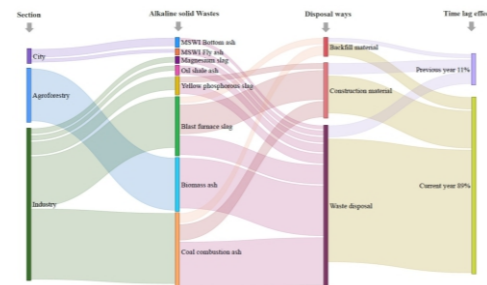 Section
Alkaline solid Wastes
Disposal ways
Time lag effe
City
Agroforestry
Industry
MSWI Bottom ash
MSWI Fly ash
Magnesium slag
Oil shale ash
Yellow phosphorus slag
Blast furnace slag
Biomass ash
Coal combustion ash
Backfill material
Construction material
Waste disposal
Previous year 11%
Current year 89%